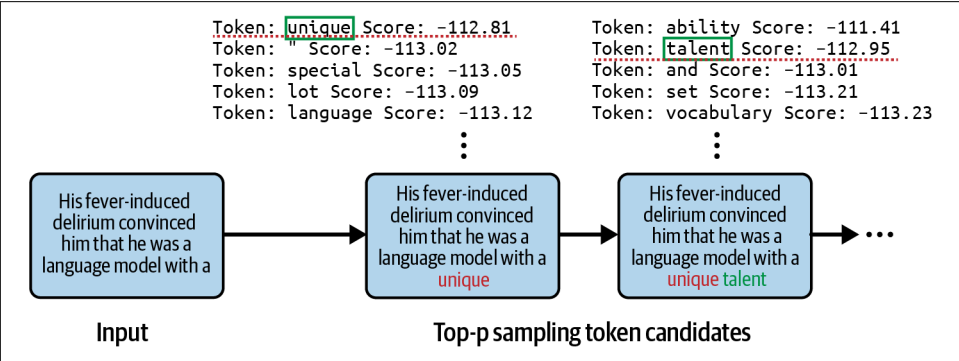 Token: unique Score: -112.81
Token: " Score: -113.02
Token: special Score: -113.05
Token: lot Score: -113.09
Token: language Score: -113.12
Token: ability Score: -111.41
Token: talent Score: -112.95
Token: and Score: -113.01
Token: set Score: -113.21
Token: vocabulary Score: -113.23
His fever-induced
delirium convinced
him that he was a
language model with a
His fever-induced
delirium convinced
him that he was a
language model with a
unique
His fever-induced
delirium convinced
him that he was a
language model with a
unique talent
Input
Top-p sampling token candidates